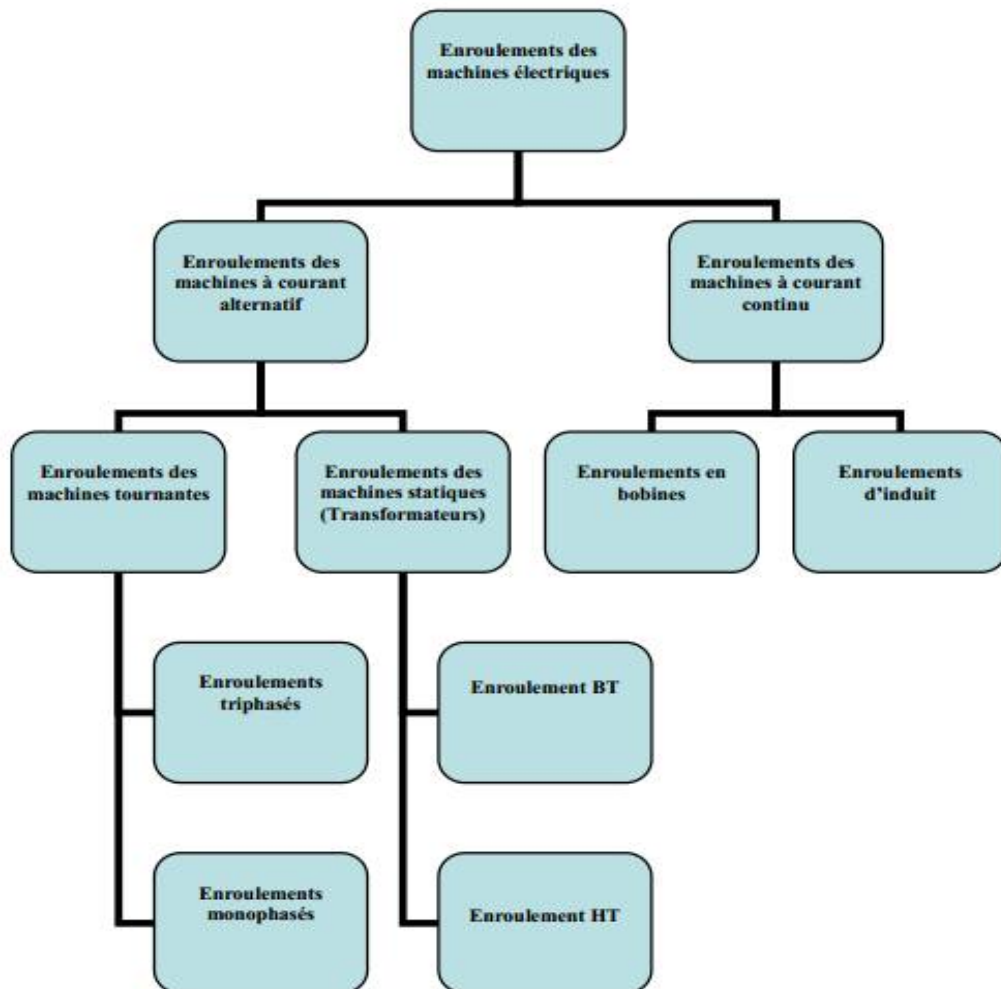 Enroulements des
machines électriques
Enroulements des
machines à courant
alternatif
Enroulements des
machines à courant
continu
Enroulements des
machines tournantes
Enroulements des
machines statiques
(Transformateurs)
Enroulements en
bobines
Enroulements
d’induit
Enroulements
triphasés
Enroulement BT
Enroulements
monophasés
Enroulement HT